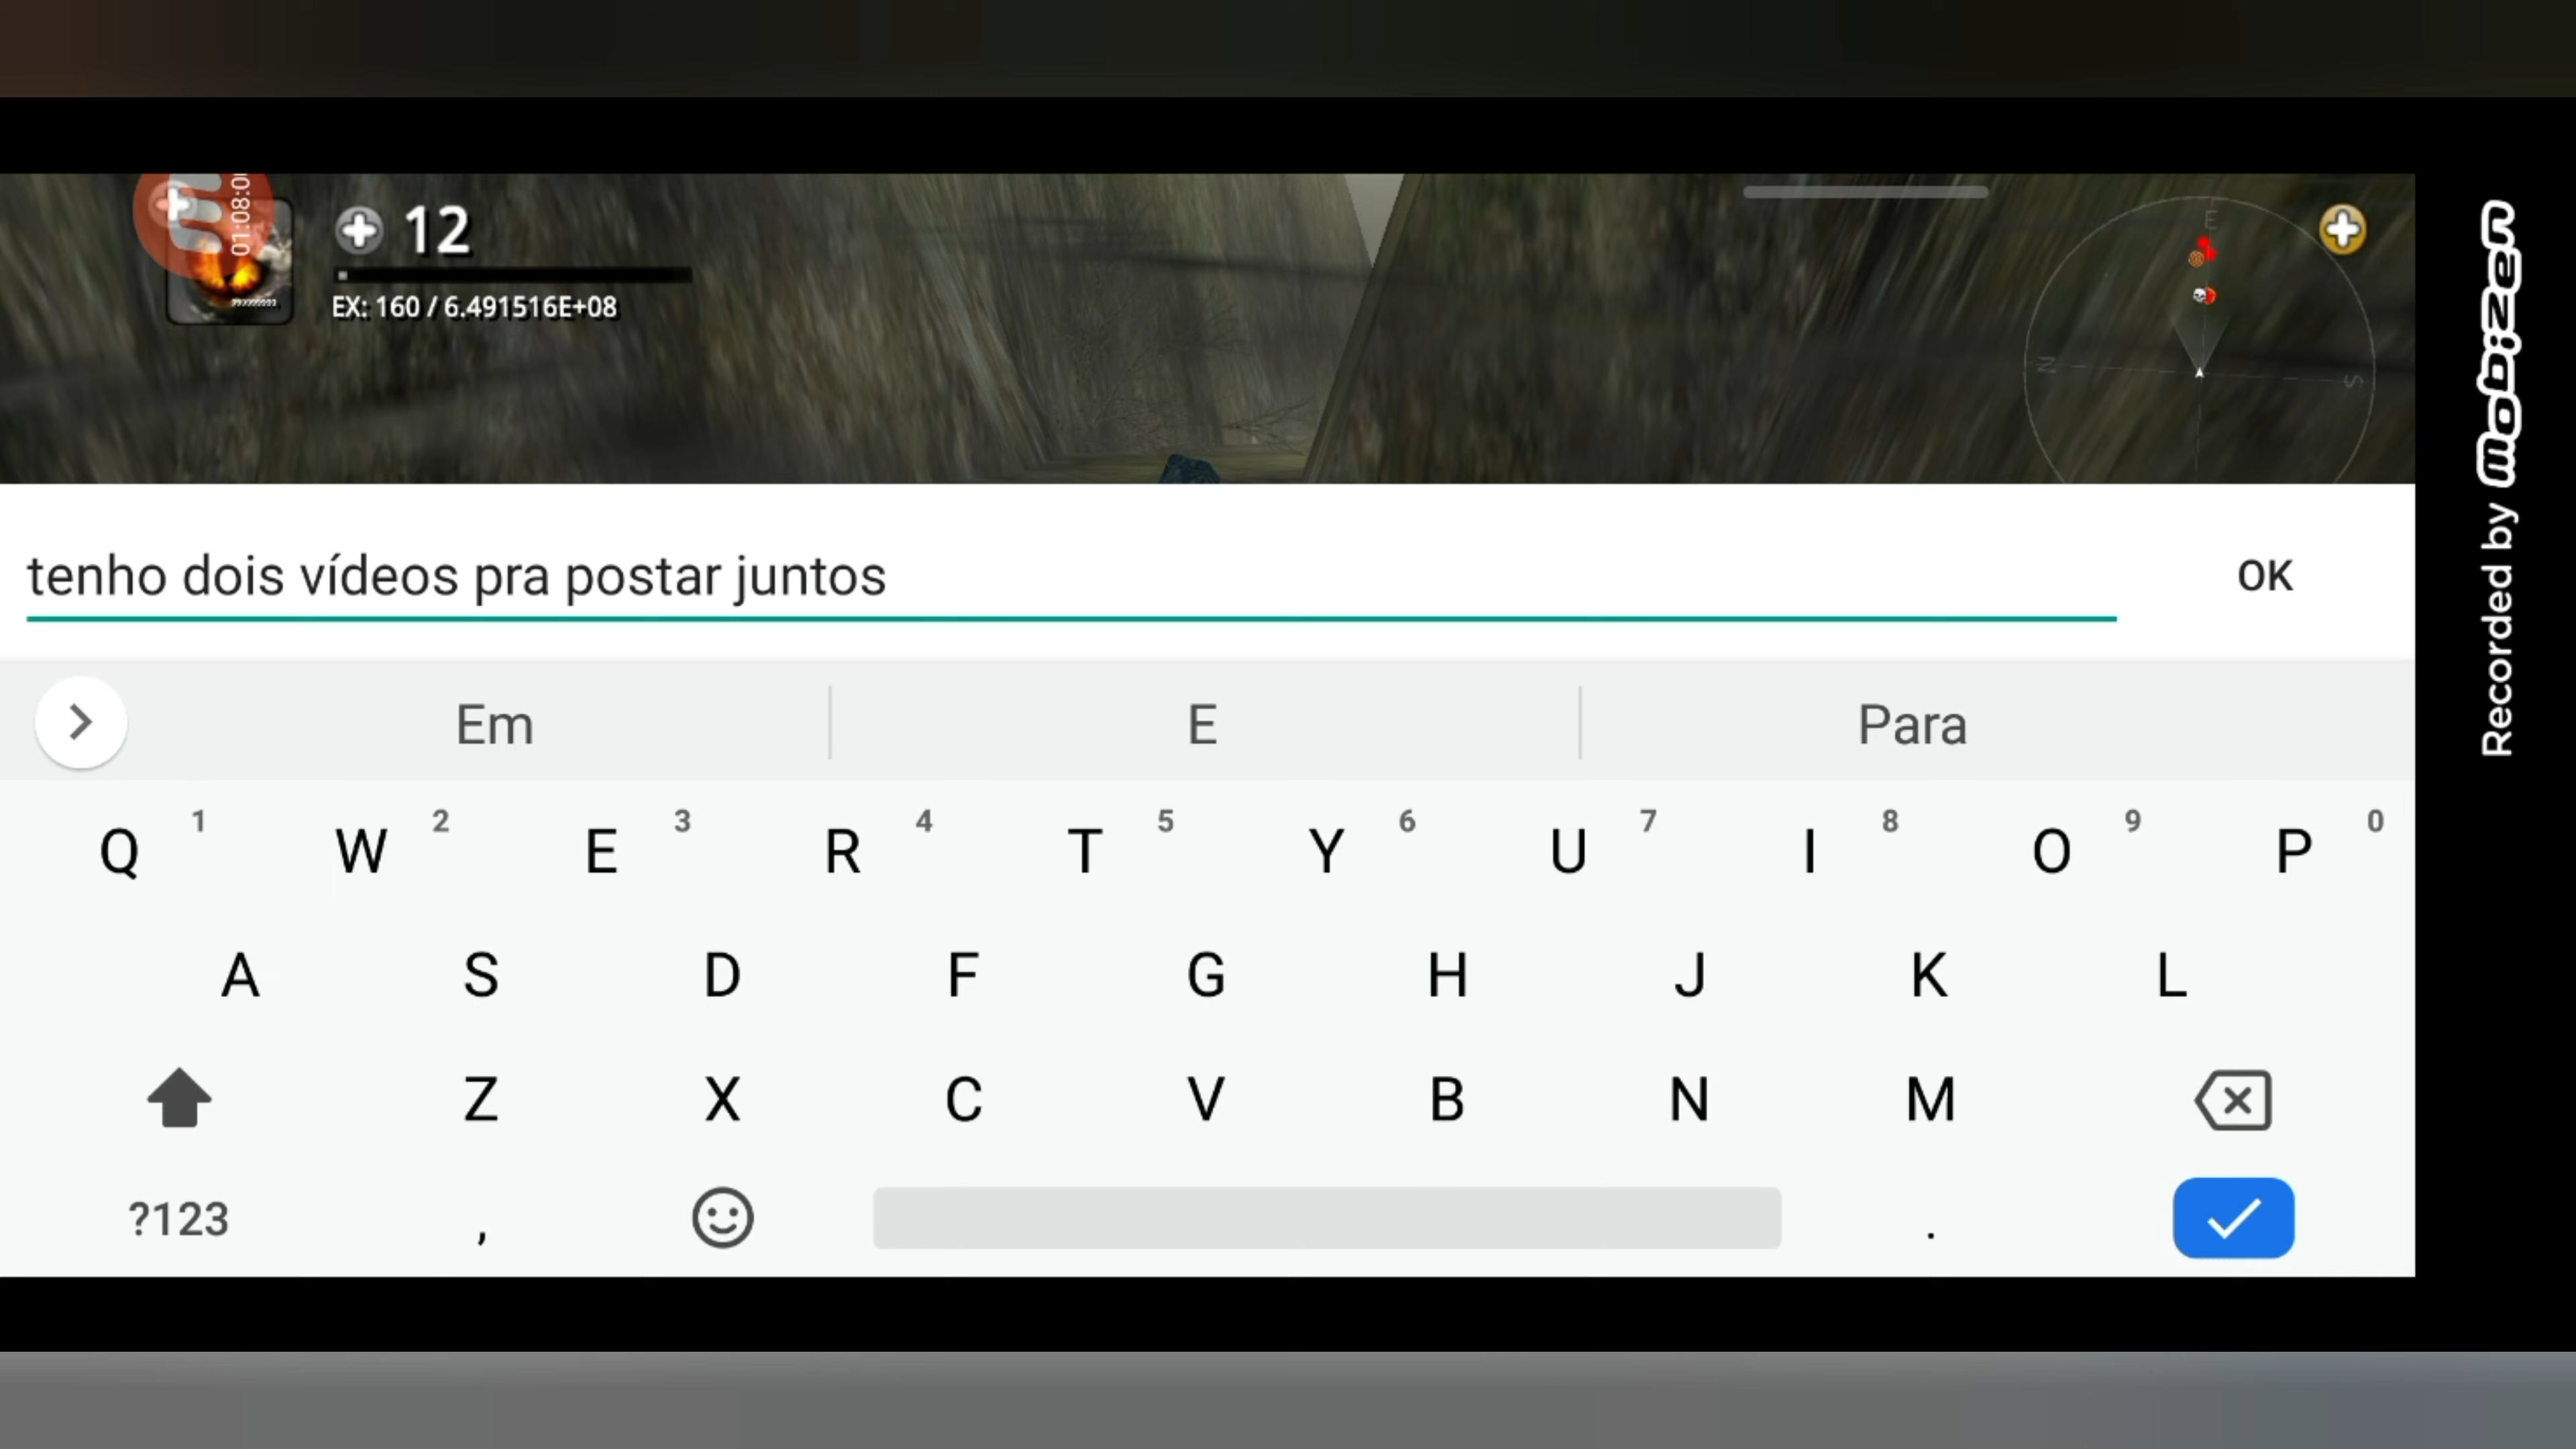 01:08:0
12
EX: 160 / 6.491516E+08
E
N
S
tenho dois vídeos pra postar juntos
OK
Em
E
Para
Q 1 W 2 E 3 R 4 T 5 Y 6 U 7 I 8 O 9 P 0
A S D F G H J K L
Z X C V B N M
?123 , .
Recorded by mobizen